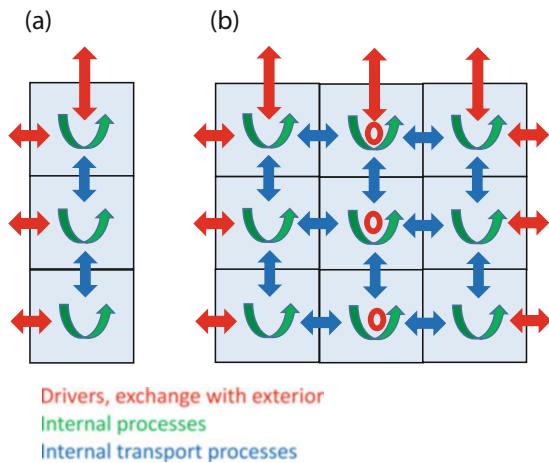 (a)
(b)
Drivers, exchange with exterior
Internal processes
Internal transport processes